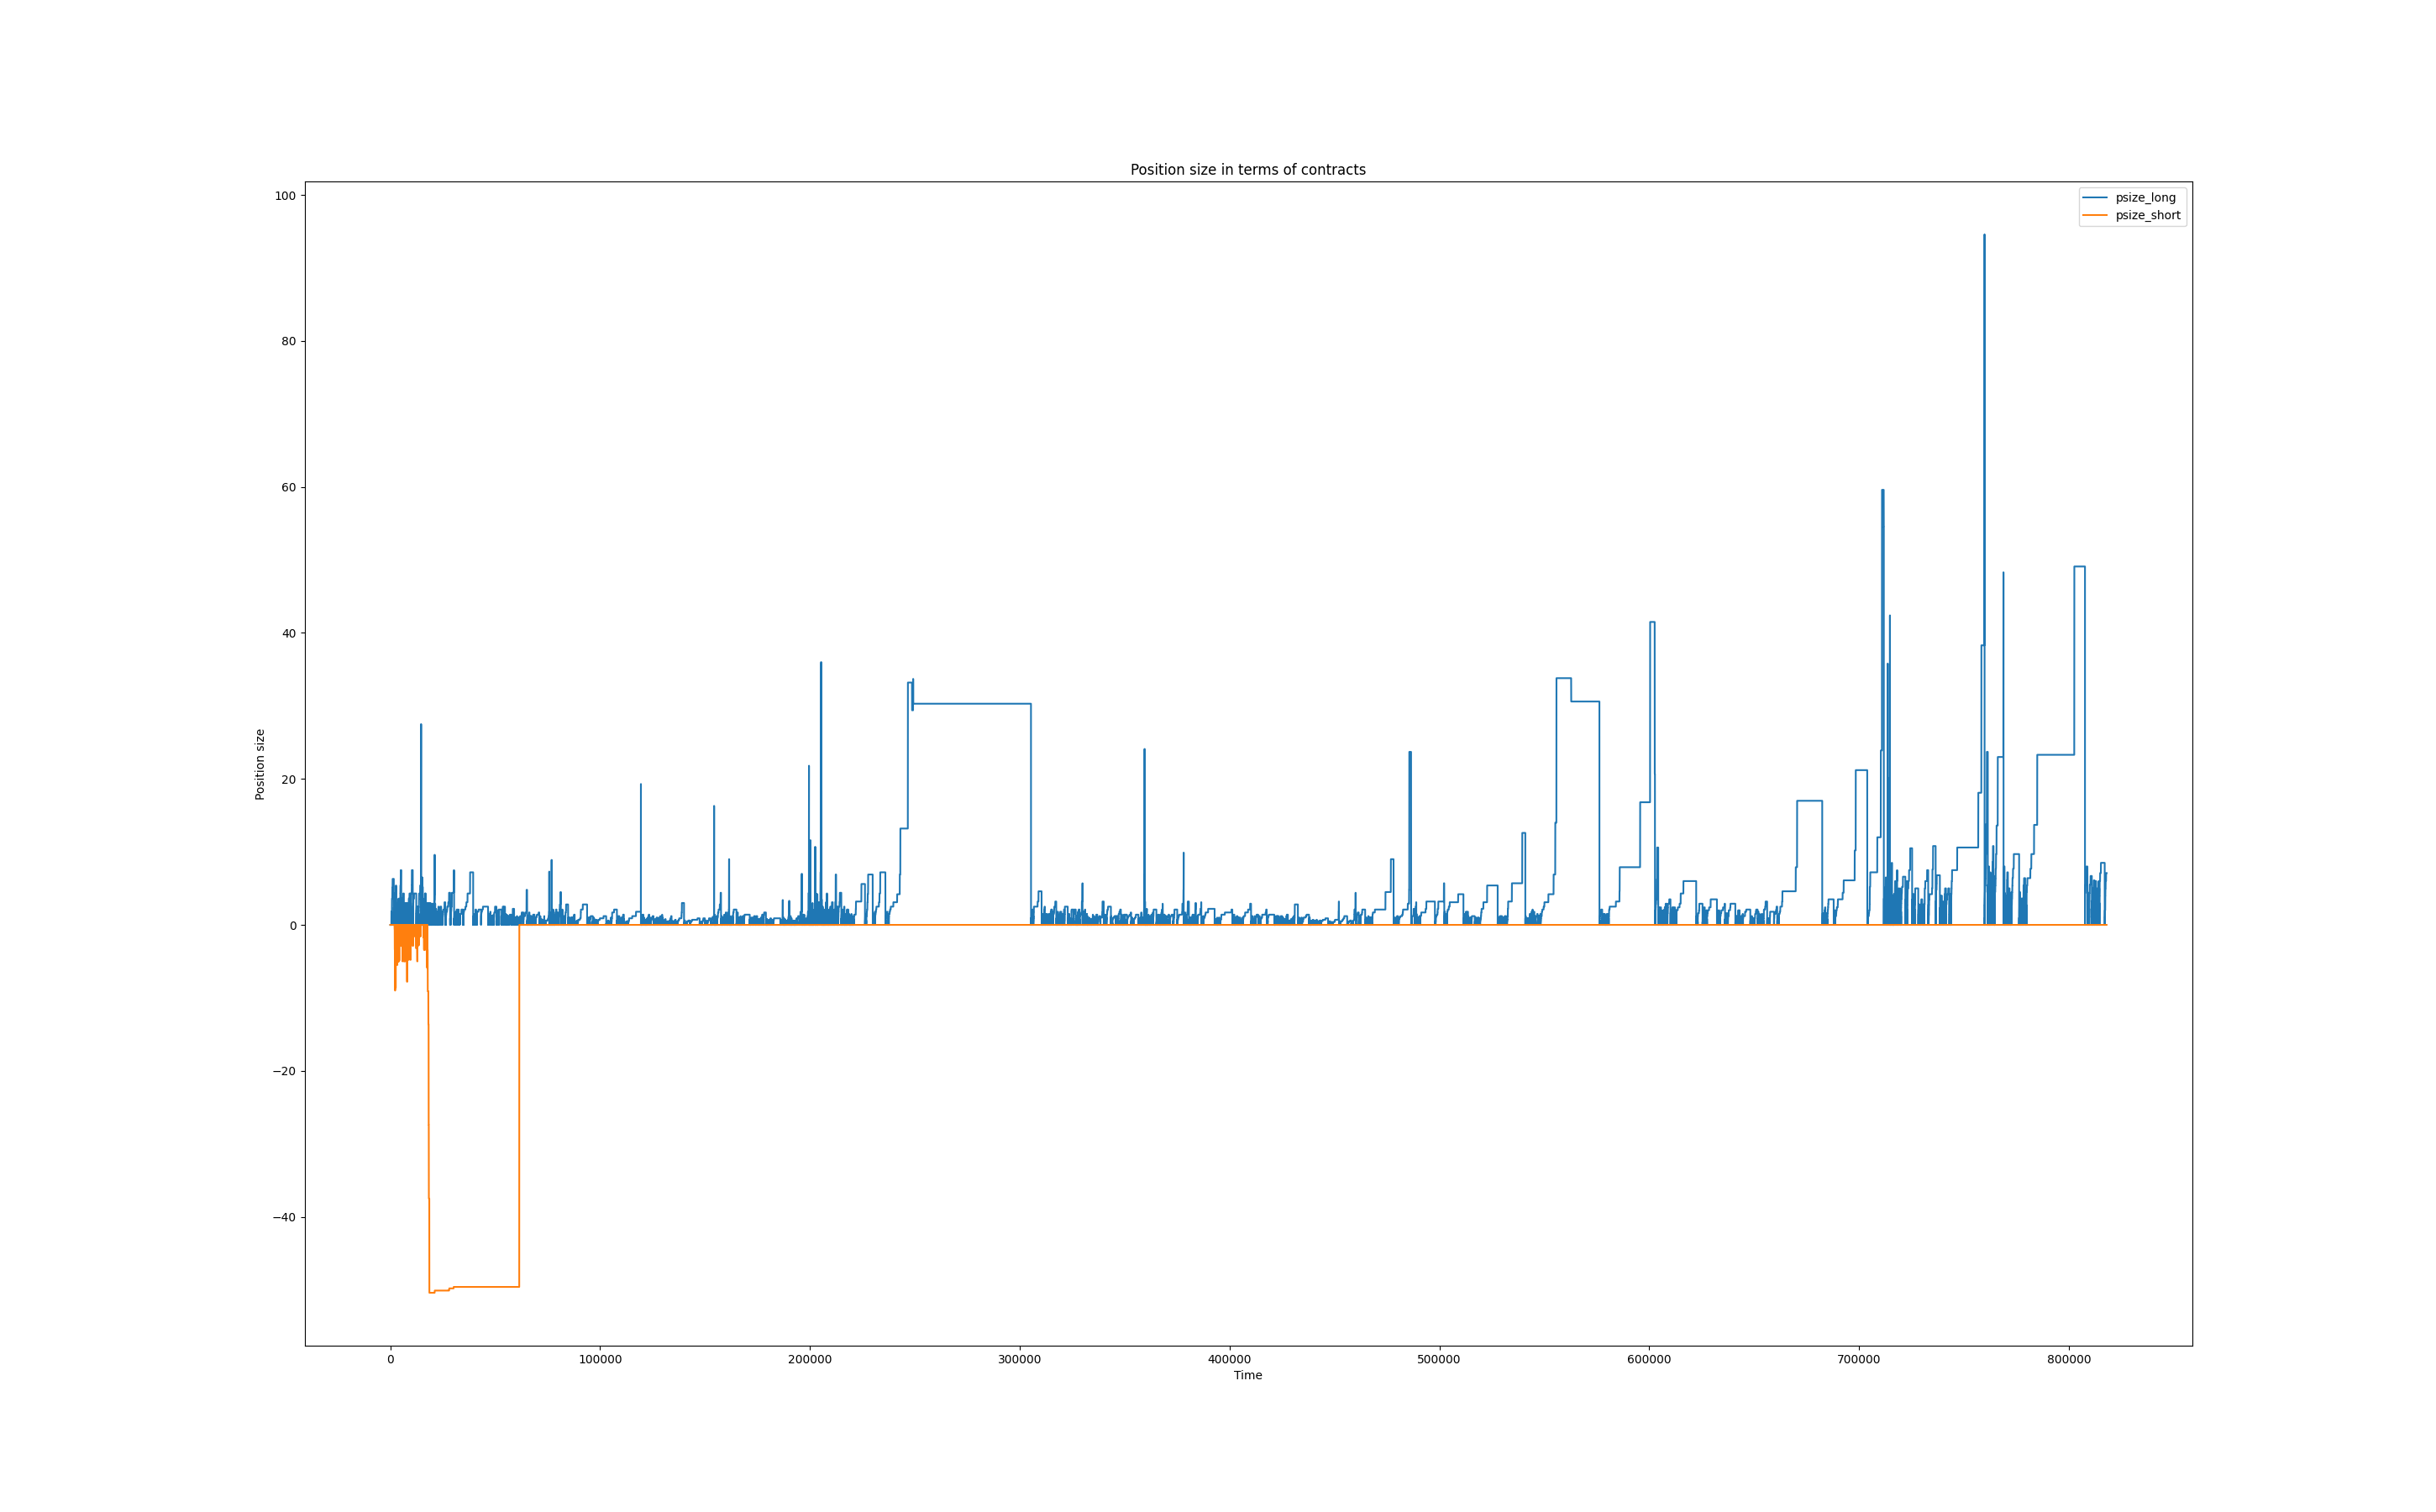 Position size in terms of contracts
psize_long
psize_short
100
80
60
40
20
0
−20
−40
Position size
0 100000 200000 300000 400000 500000 600000 700000 800000
Time